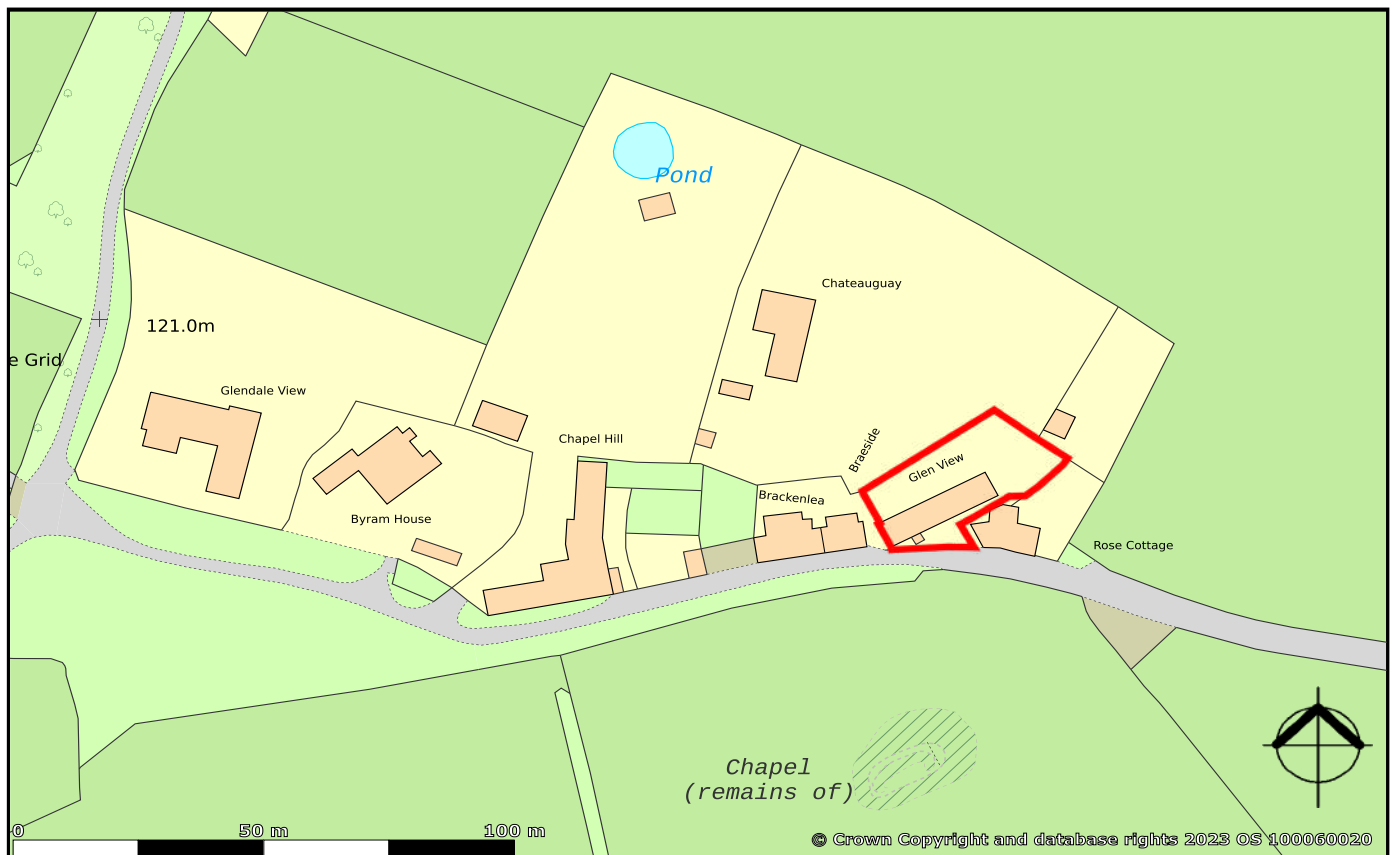 Pond
Chateauguay
121.0m
e Grid
Glendale View
Chapel Hill
Braeside
Glen View
Brackenlea
Byram House
Rose Cottage
Chapel
(remains of)
0 50 m 100 m
© Crown Copyright and database rights 2023 OS 100060020